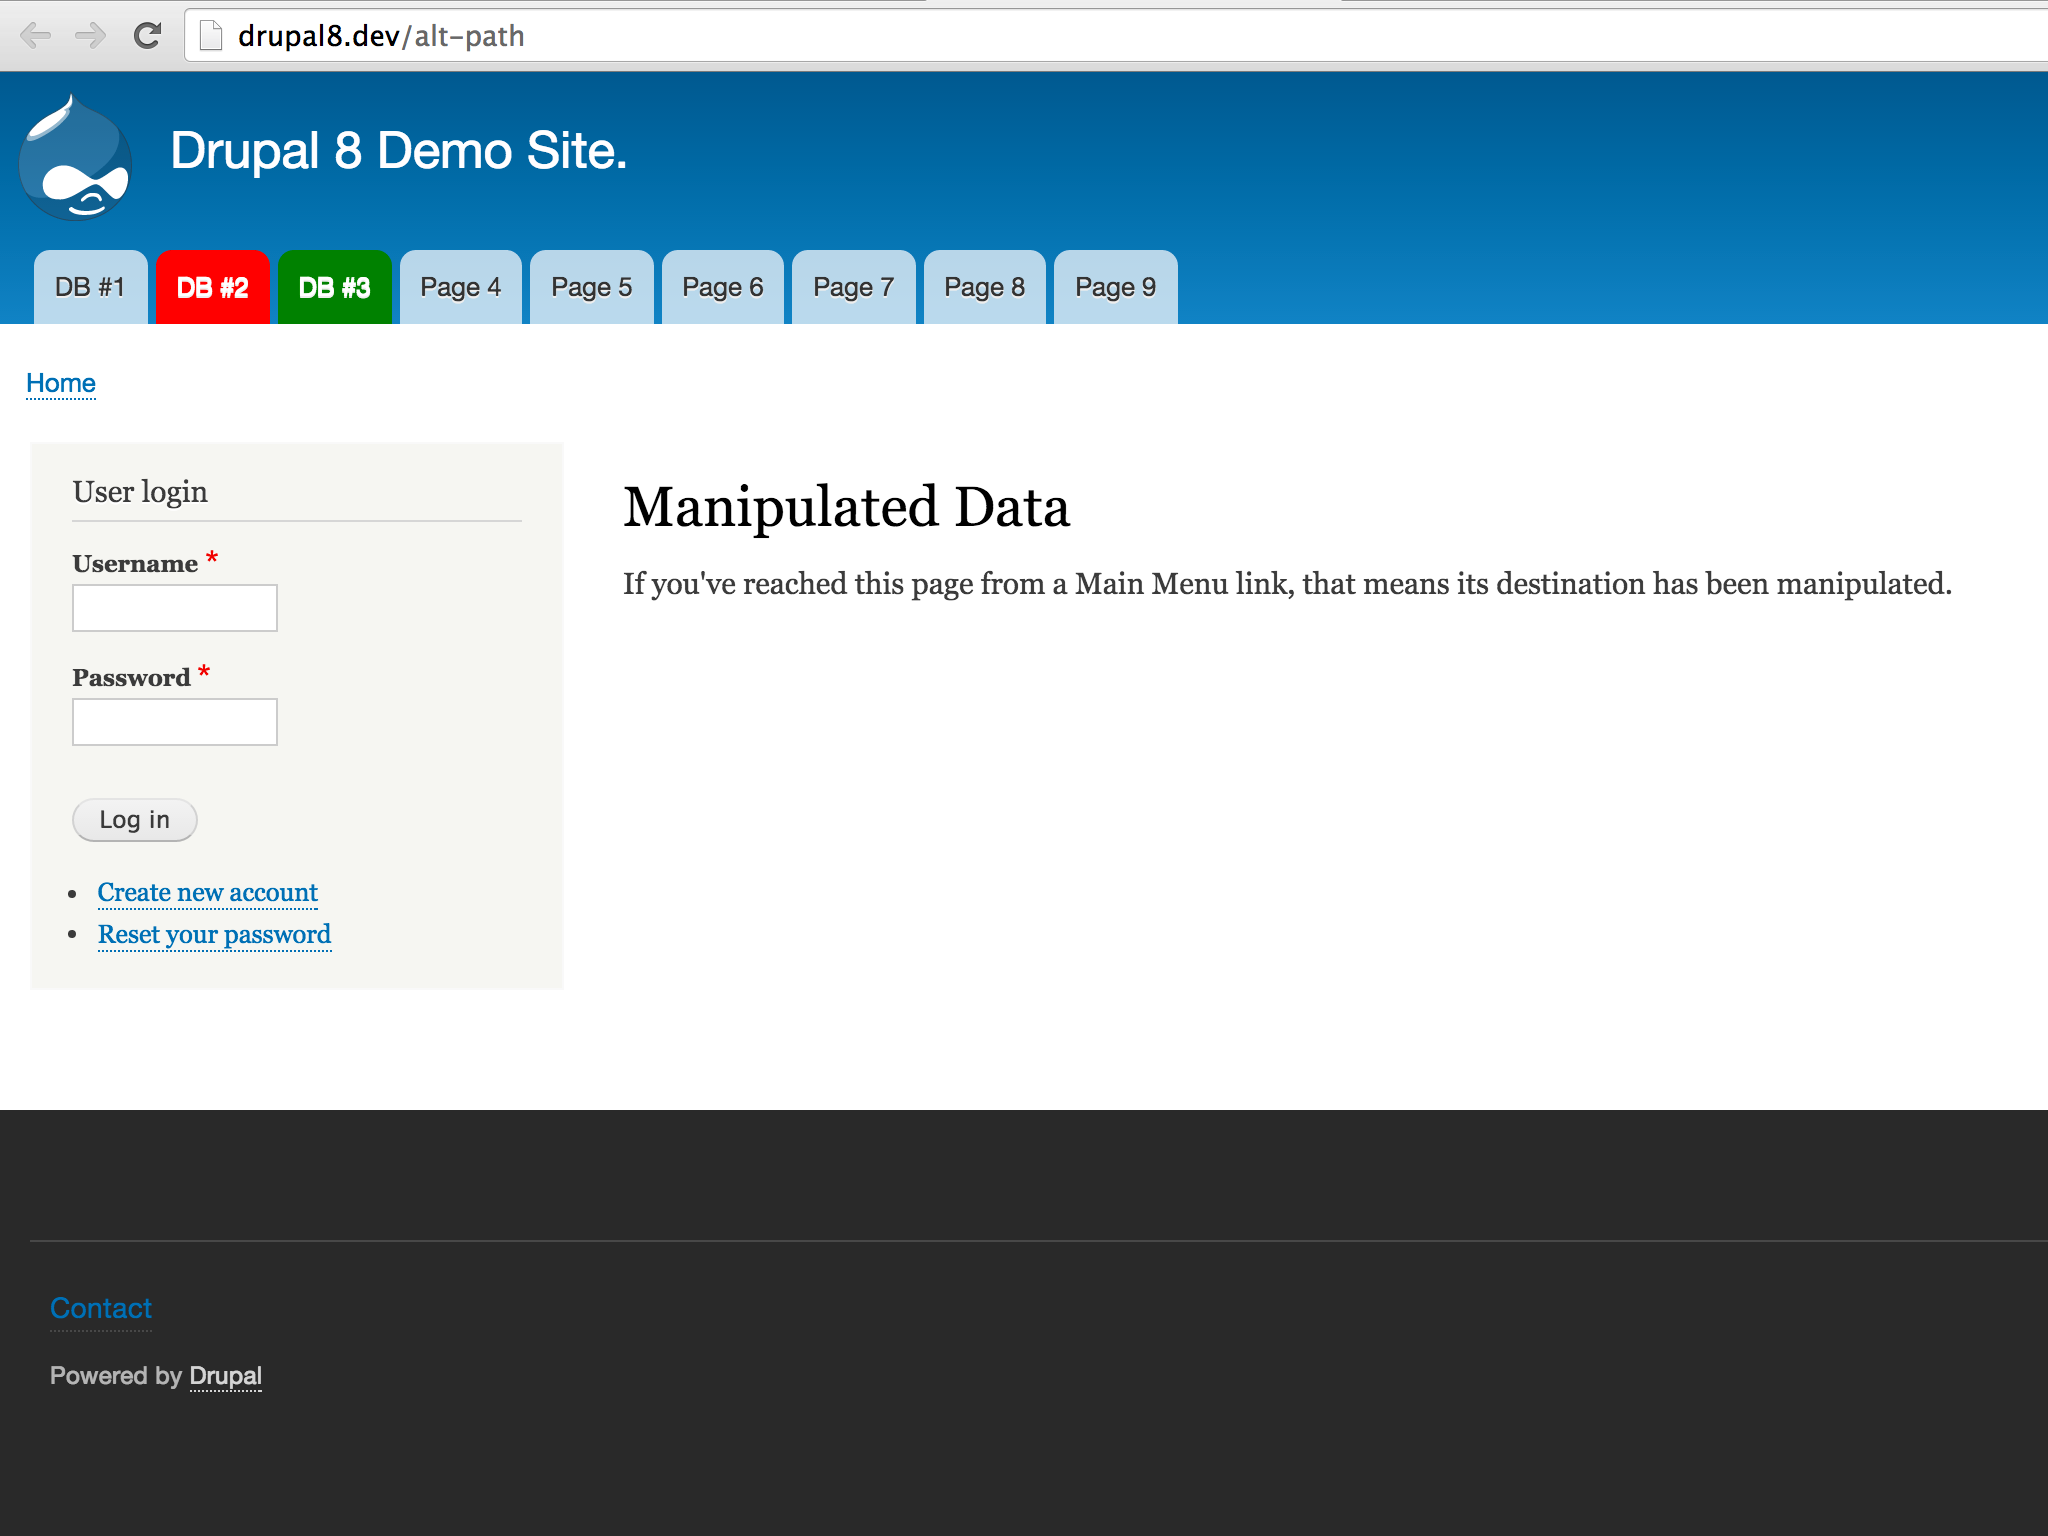 drupal8.dev/alt-path
Drupal 8 Demo Site.
DB #1 DB #2 DB #3 Page 4 Page 5 Page 6 Page 7 Page 8 Page 9
Home
User login
Username *
Password *
Log in
Create new account
Reset your password
Manipulated Data
If you've reached this page from a Main Menu link, that means its destination has been manipulated.
Contact
Powered by Drupal